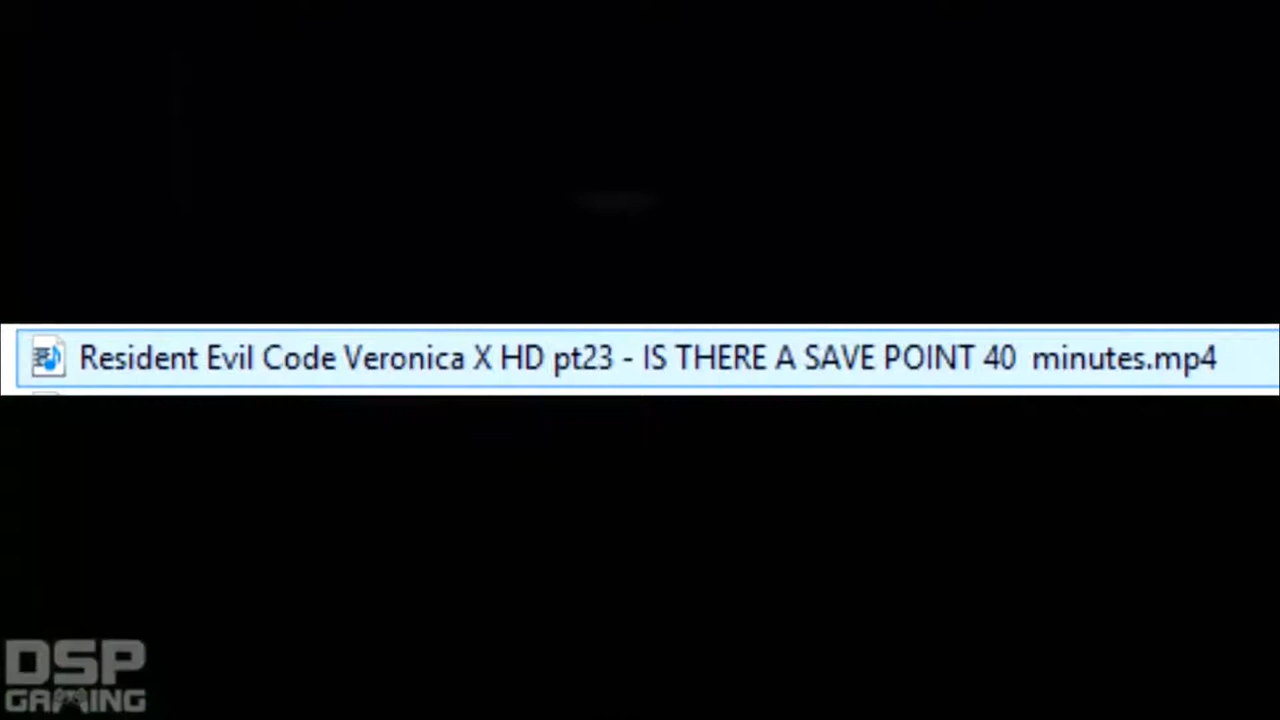 Resident Evil Code Veronica X HD pt23 - IS THERE A SAVE POINT 40  minutes.mp4
DSP
GAMING